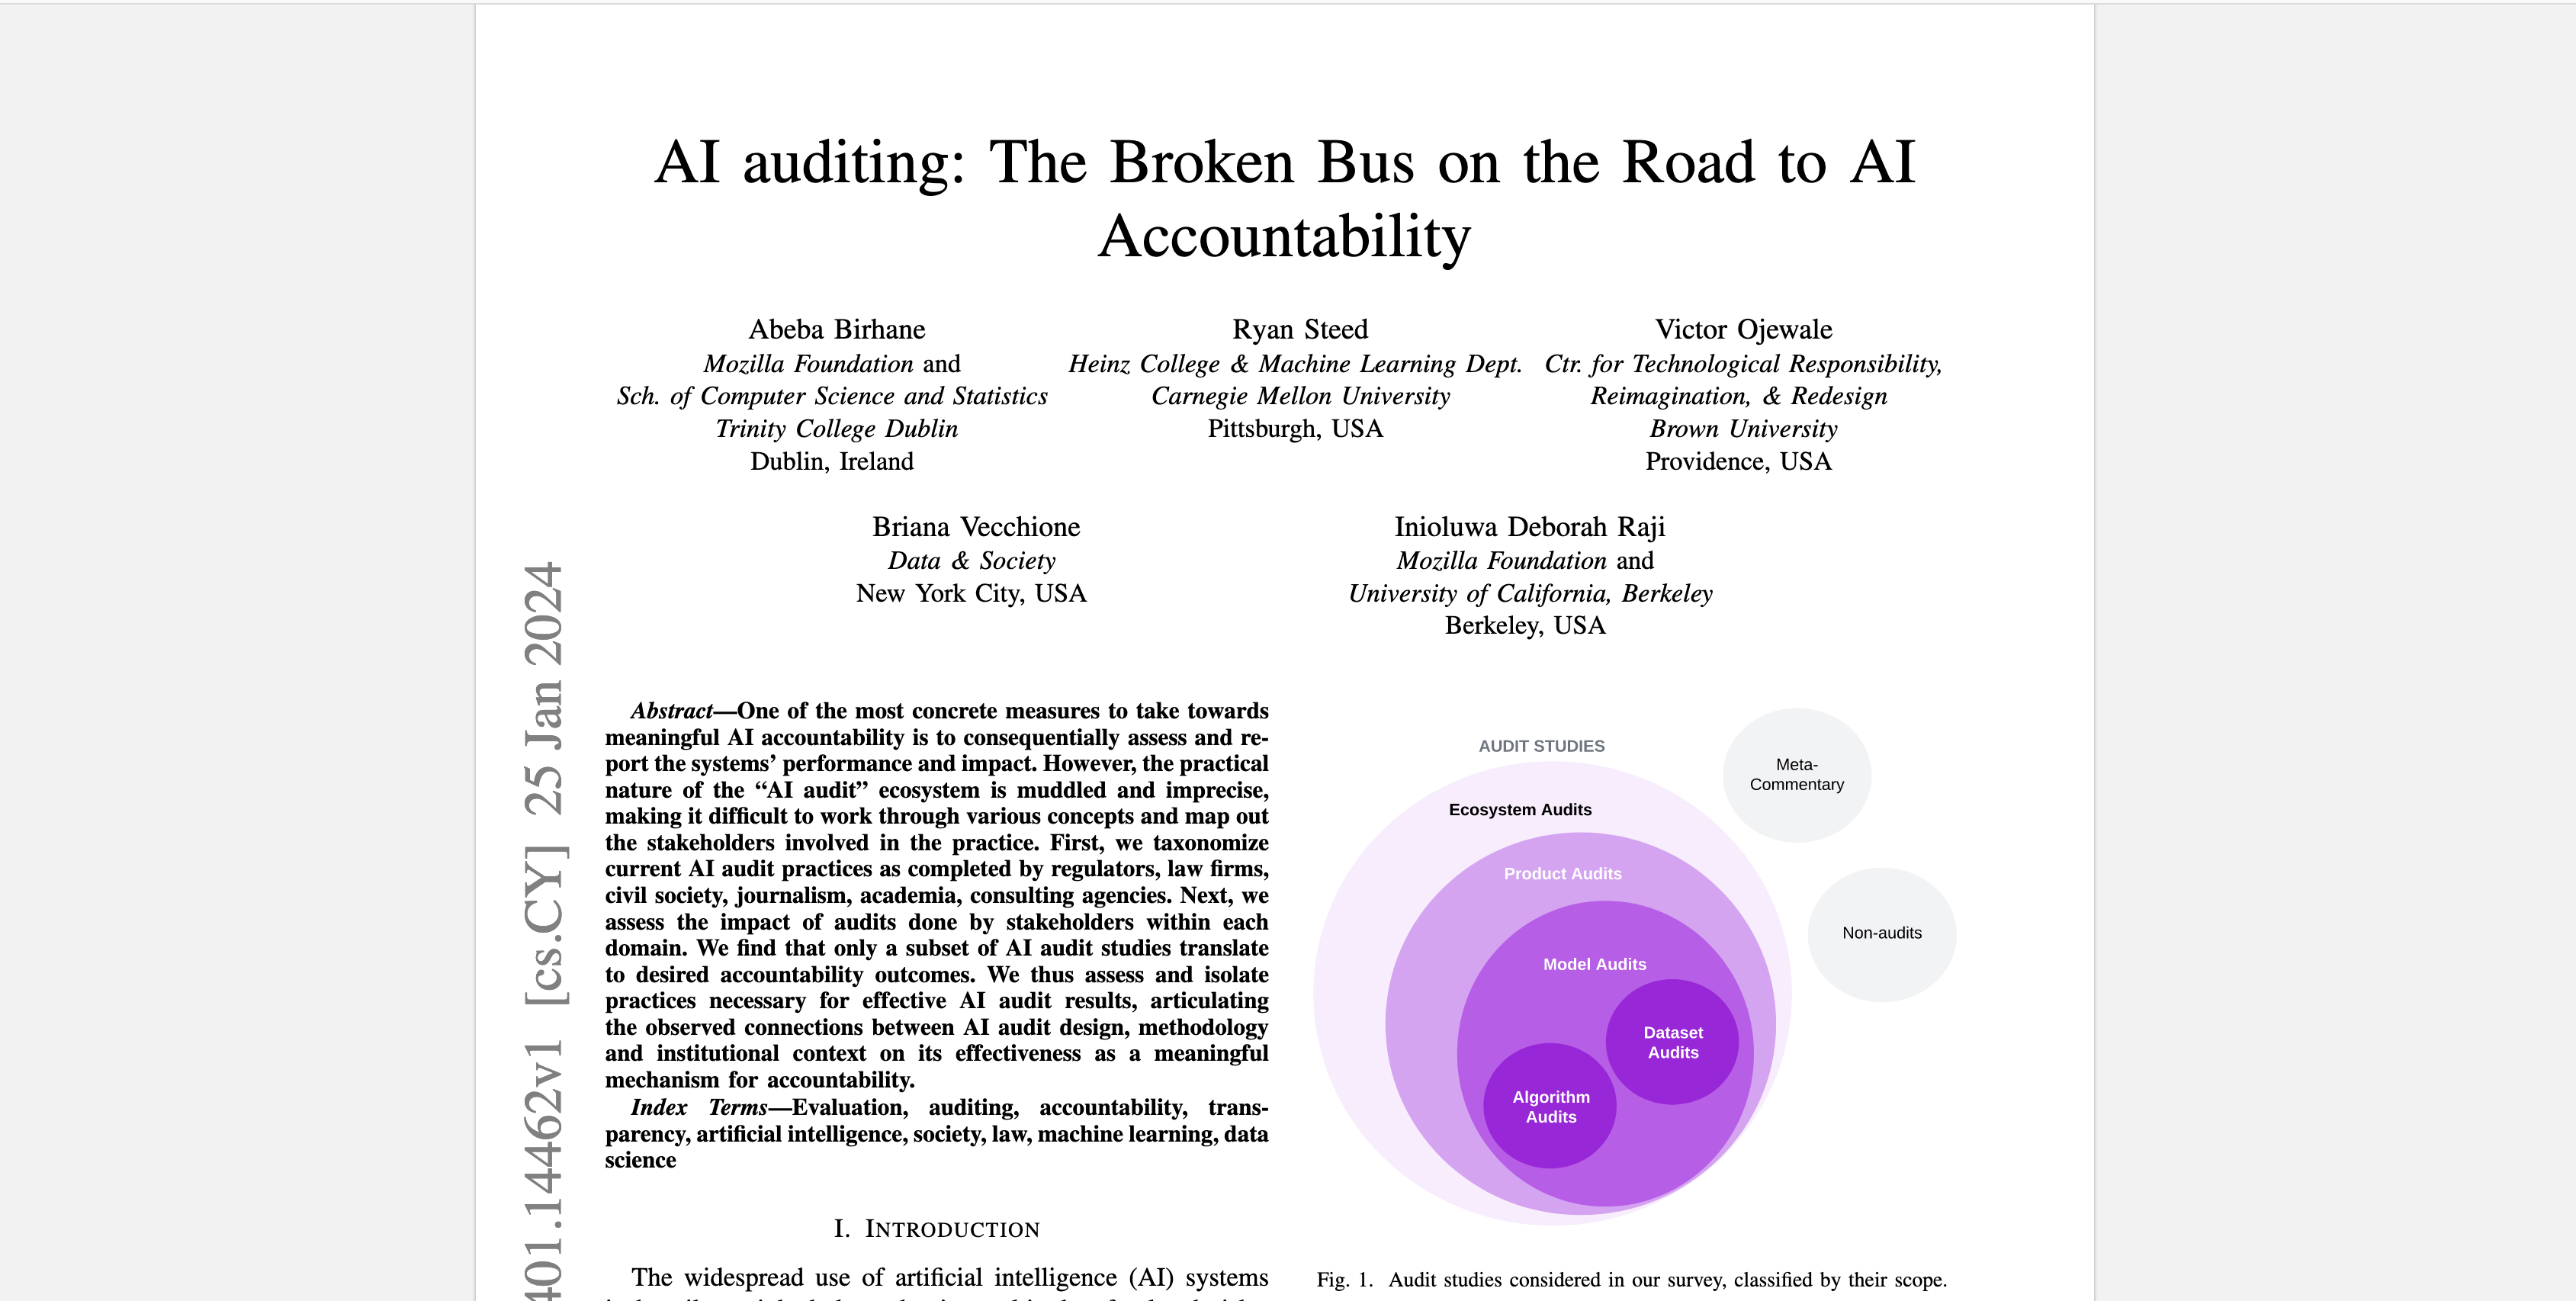 AI auditing: The Broken Bus on the Road to AI
Accountability
Abeba Birhane
Mozilla Foundation and
Sch. of Computer Science and Statistics
Trinity College Dublin
Dublin, Ireland
Ryan Steed
Heinz College & Machine Learning Dept.
Carnegie Mellon University
Pittsburgh, USA
Victor Ojewale
Ctr. for Technological Responsibility,
Reimagination, & Redesign
Brown University
Providence, USA
Briana Vecchione
Data & Society
New York City, USA
Inioluwa Deborah Raji
Mozilla Foundation and
University of California, Berkeley
Berkeley, USA
401.14462v1 [cs.CY] 25 Jan 2024
Abstract—One of the most concrete measures to take towards
meaningful AI accountability is to consequentially assess and re-
port the systems’ performance and impact. However, the practical
nature of the “AI audit” ecosystem is muddled and imprecise,
making it difficult to work through various concepts and map out
the stakeholders involved in the practice. First, we taxonomize
current AI audit practices as completed by regulators, law firms,
civil society, journalism, academia, consulting agencies. Next, we
assess the impact of audits done by stakeholders within each
domain. We find that only a subset of AI audit studies translate
to desired accountability outcomes. We thus assess and isolate
practices necessary for effective AI audit results, articulating
the observed connections between AI audit design, methodology
and institutional context on its effectiveness as a meaningful
mechanism for accountability.
Index Terms—Evaluation, auditing, accountability, trans-
parency, artificial intelligence, society, law, machine learning, data
science
I. INTRODUCTION
The widespread use of artificial intelligence (AI) systems
AUDIT STUDIES
Ecosystem Audits
Product Audits
Model Audits
Dataset
Audits
Algorithm
Audits
Meta-
Commentary
Non-audits
Fig. 1. Audit studies considered in our survey, classified by their scope.